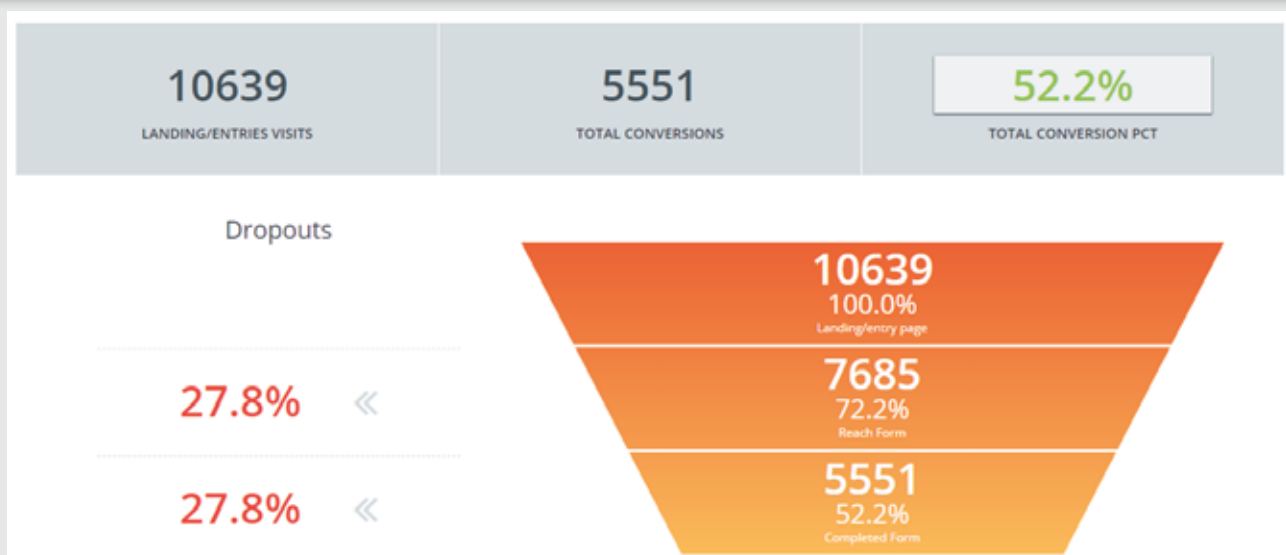 10639
LANDING/ENTRIES VISITS
5551
TOTAL CONVERSIONS
52.2%
TOTAL CONVERSION PCT
Dropouts
27.8%
27.8%
10639
100.0%
Landing/entry page
7685
72.2%
Reach Form
5551
52.2%
Completed Form